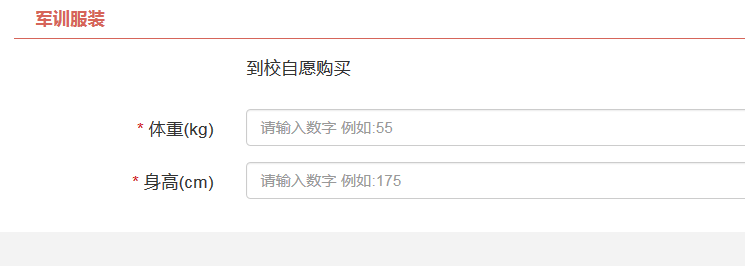 军训服装
到校自愿购买
* 体重(kg)
请输入数字 例如:55
* 身高(cm)
请输入数字 例如:175